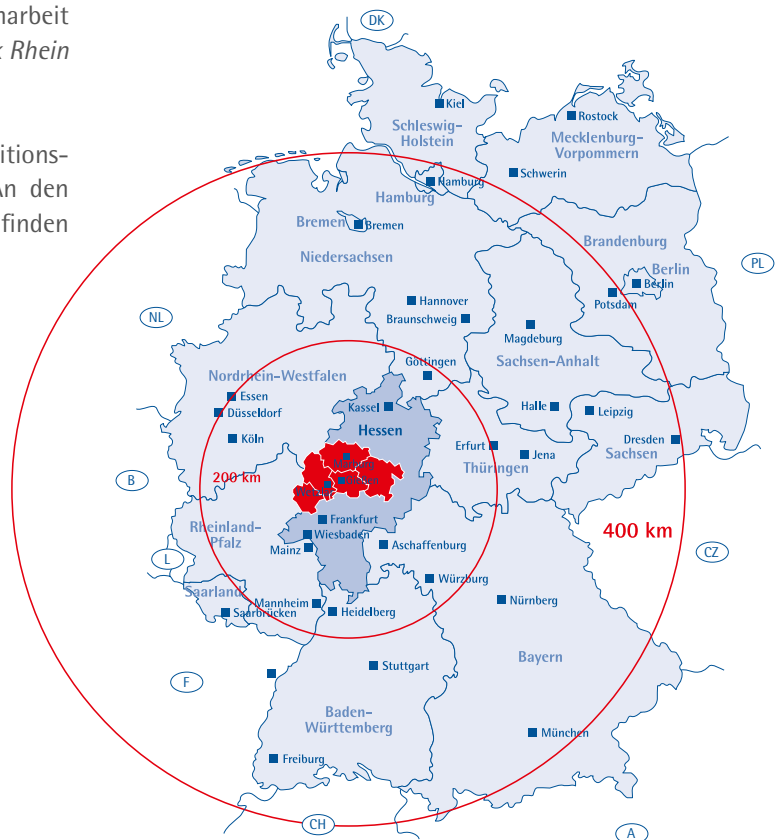 narbeit
Rhein
itions-
An den
finden
DK
Kiel
Schleswig-
Holstein
Rostock
Mecklenburg-
Vorpommern
Schwerin
Hamburg
Hamburg
Bremen
Bremen
Niedersachsen
Brandenburg
Berlin
Berlin
Potsdam
PL
NL
Hannover
Braunschweig
Magdeburg
Sachsen-Anhalt
Göttingen
Nordrhein-Westfalen
Essen
Düsseldorf
Köln
Kassel
Hessen
Halle
Leipzig
Erfurt
Jena
Thüringen
Dresden
Sachsen
B
200 km
400 km
CZ
Rheinland-
Pfalz
Frankfurt
Wiesbaden
Mainz
Aschaffenburg
L
Würzburg
Saarland
Saarbrücken
Mannheim
Heidelberg
Nürnberg
F
Stuttgart
Bayern
Baden-
Württemberg
München
Freiburg
CH
A